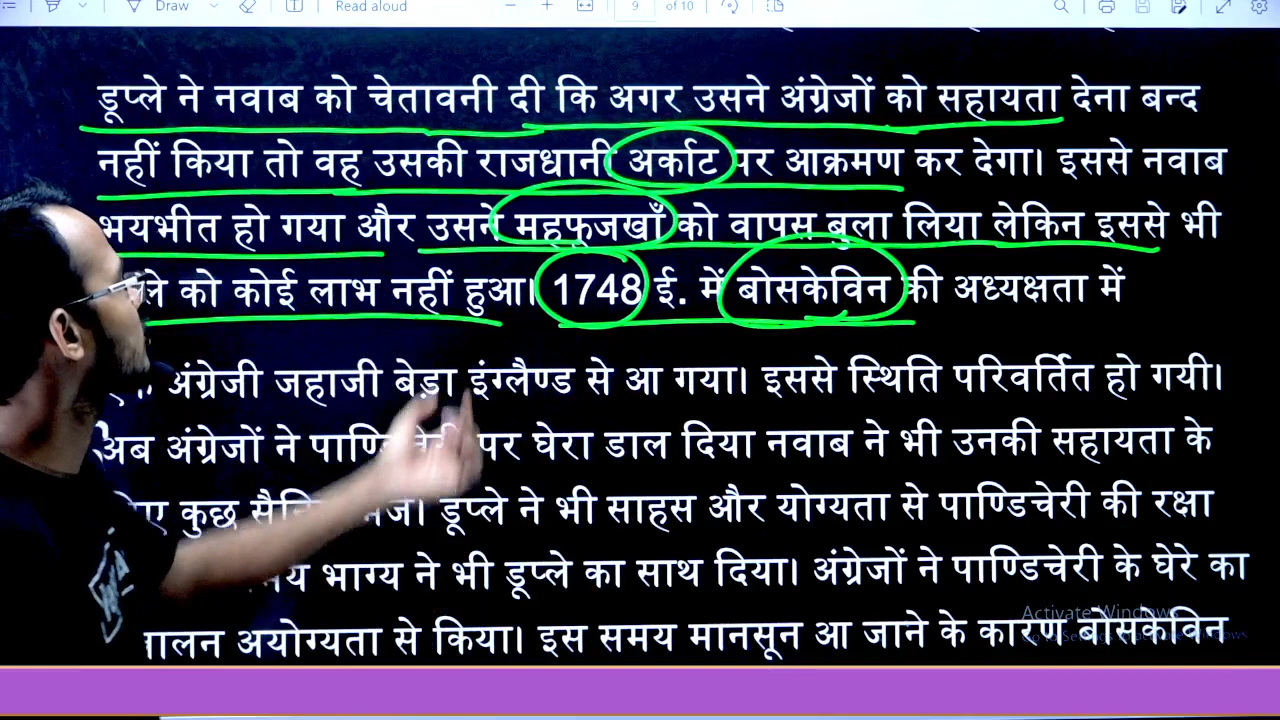 Draw
Read aloud
9
of 10
डूप्ले ने नवाब को चेतावनी दी कि अगर उसने अंग्रेजों को सहायता देना बन्द
नहीं किया तो वह उसकी राजधानी अर्काट पर आक्रमण कर देगा। इससे नवाब
भयभीत हो गया और उसने महफूजखाँ को वापस बुला लिया लेकिन इससे भी
को कोई लाभ नहीं हुआ। 1748 ई. में बोसकेविन की अध्यक्षता में
अंग्रेजी जहाजी बेड़ा इंग्लैण्ड से आ गया। इससे स्थिति परिवर्तित हो गयी।
अब अंग्रेजों ने पर घेरा डाल दिया नवाब ने भी उनकी सहायता के
कुछ डूप्ले ने भी साहस और योग्यता से पाण्डिचेरी की रक्षा
भाग्य ने भी डूप्ले का साथ दिया। अंग्रेजों ने पाण्डिचेरी के घेरे का
अयोग्यता से किया। इस समय मानसून आ जाने के कारण बोसकेविन
Activate Windows